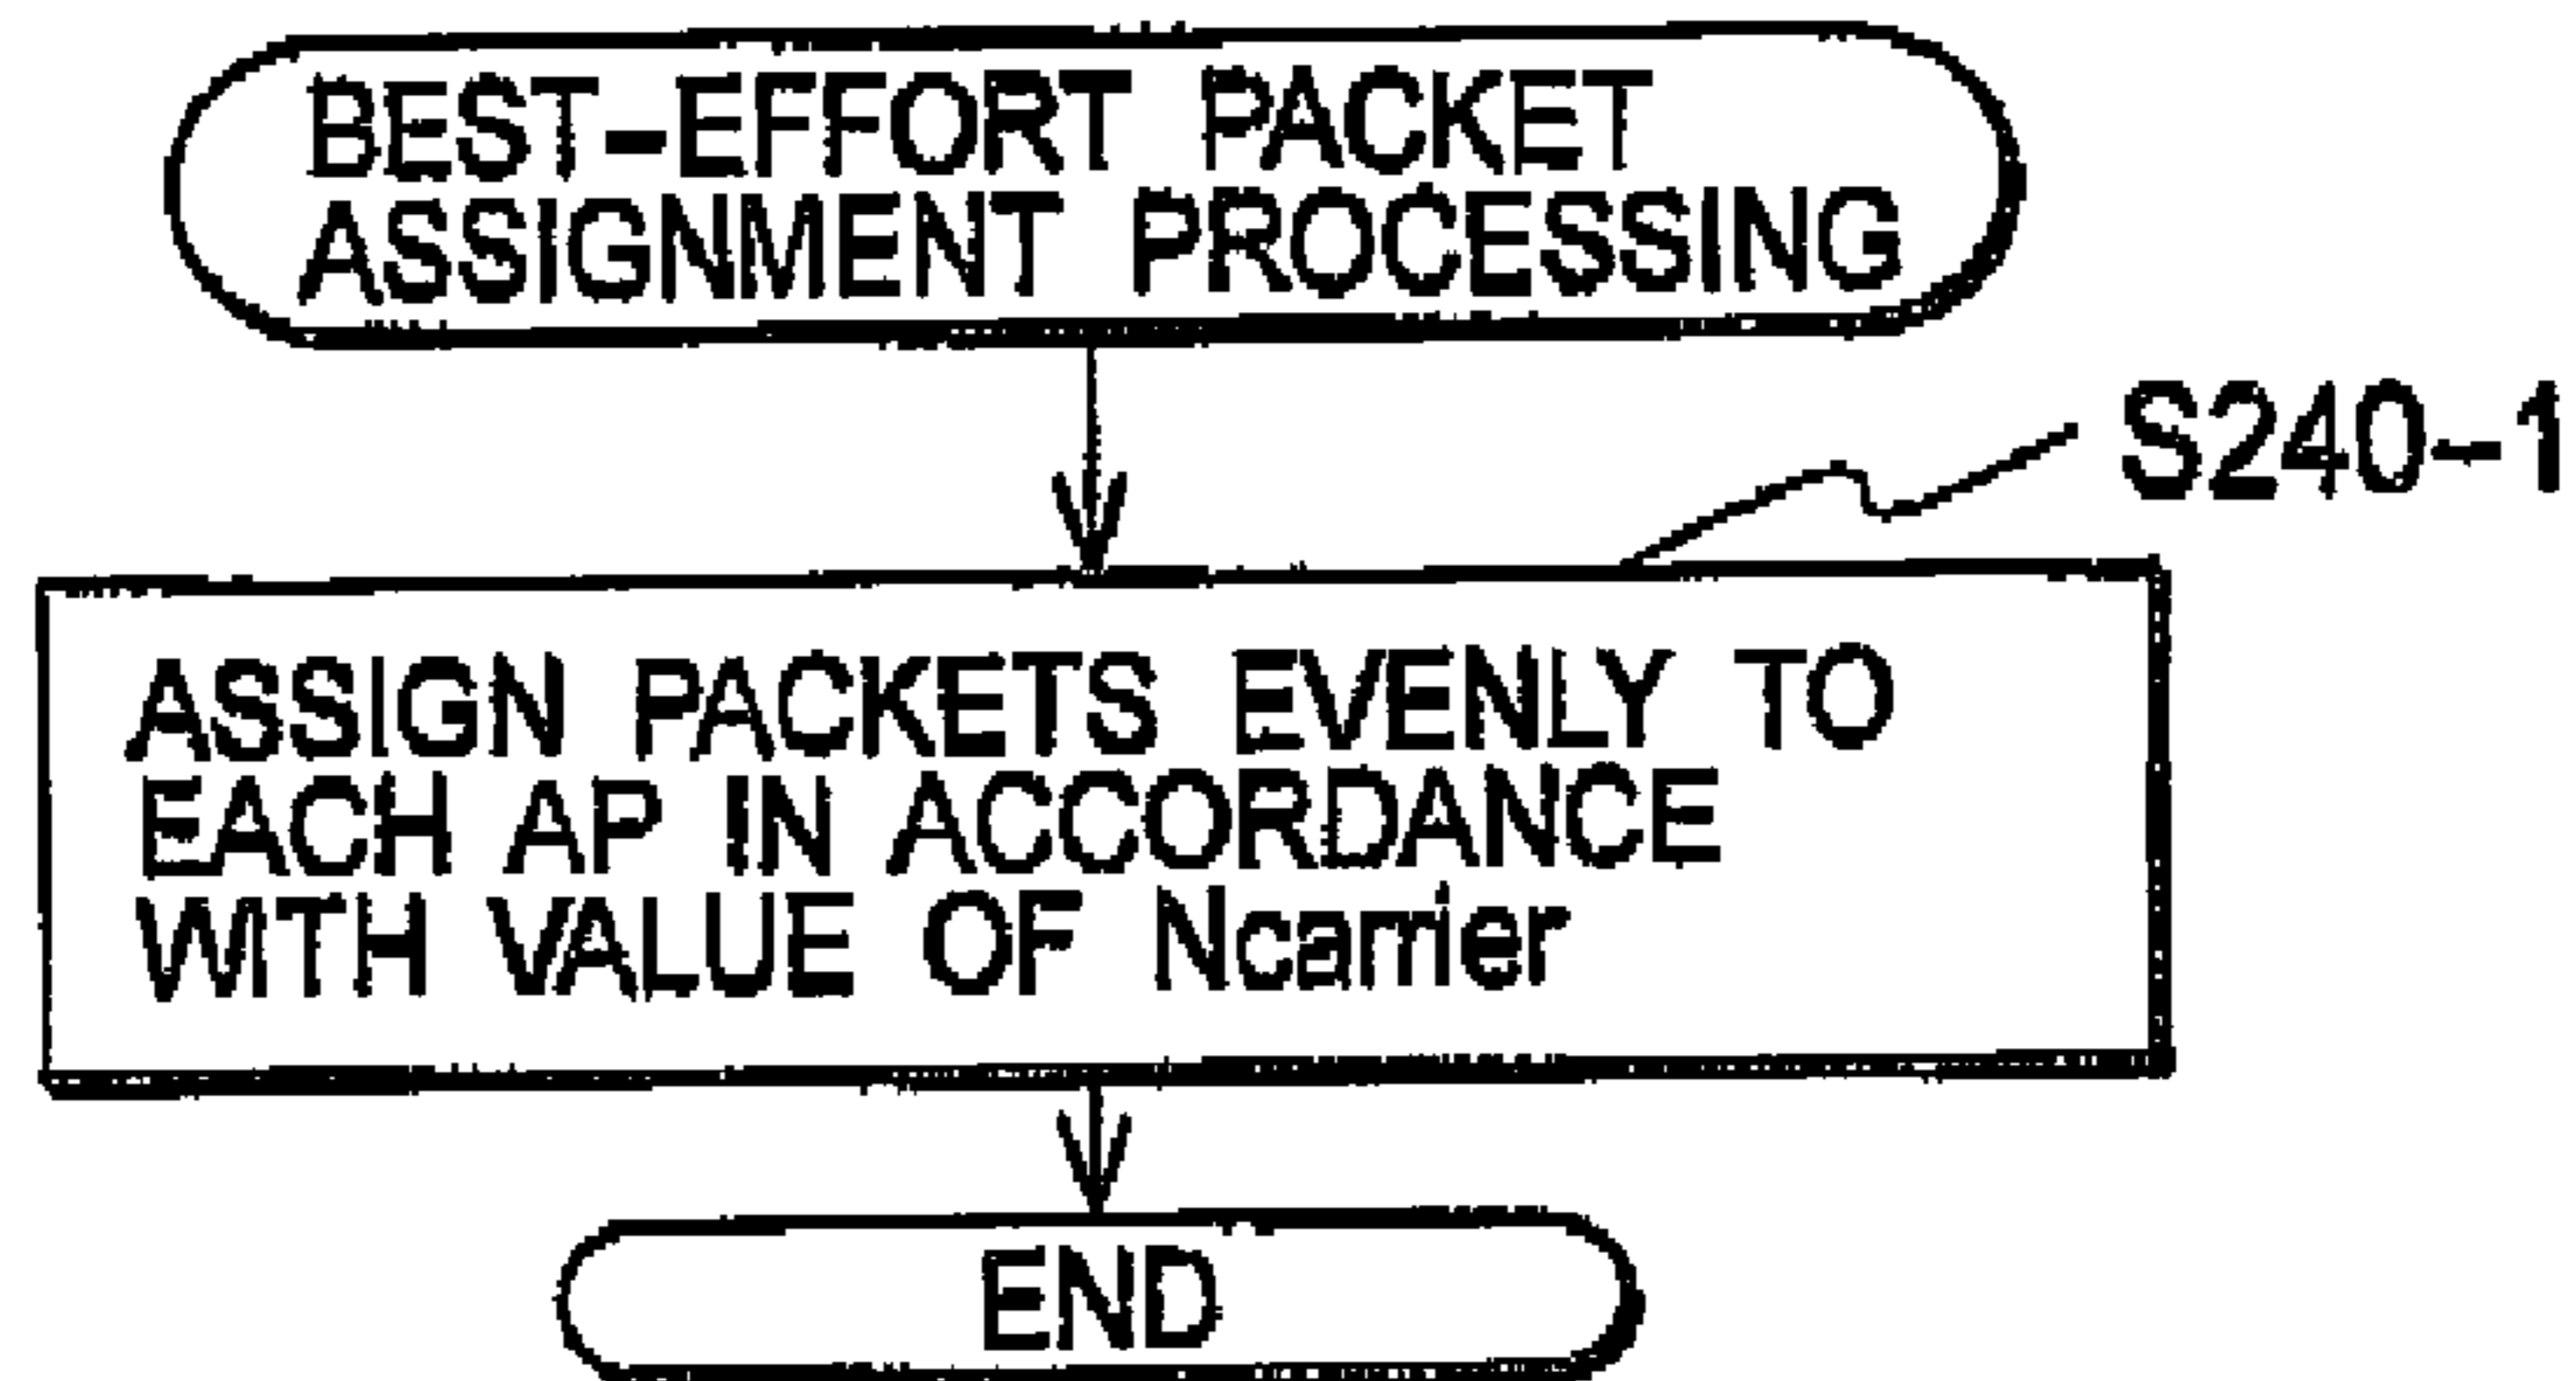 BEST-EFFORT PACKET
ASSIGNMENT PROCESSING
S240-1
ASSIGN PACKETS EVENLY TO
EACH AP IN ACCORDANCE
WITH VALUE OF Ncarrier
END